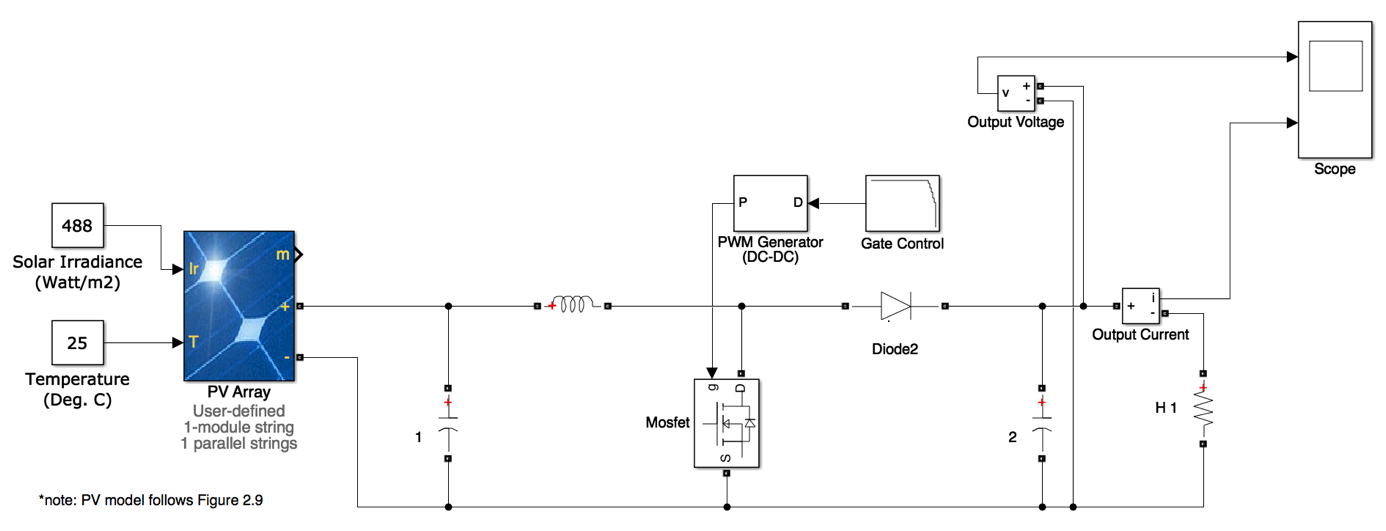 v
+
-
Output Voltage
Scope
488
Solar Irradiance
(Watt/m2)
25
Temperature
(Deg. C)
Ir
T
m
+
-
PV Array
User-defined
1-module string
1 parallel strings
P
D
PWM Generator
(DC-DC)
Gate Control
+
Diode2
+
i
-
Output Current
+
1
g
D
S
Mosfet
+
2
+
H 1
*note: PV model follows Figure 2.9